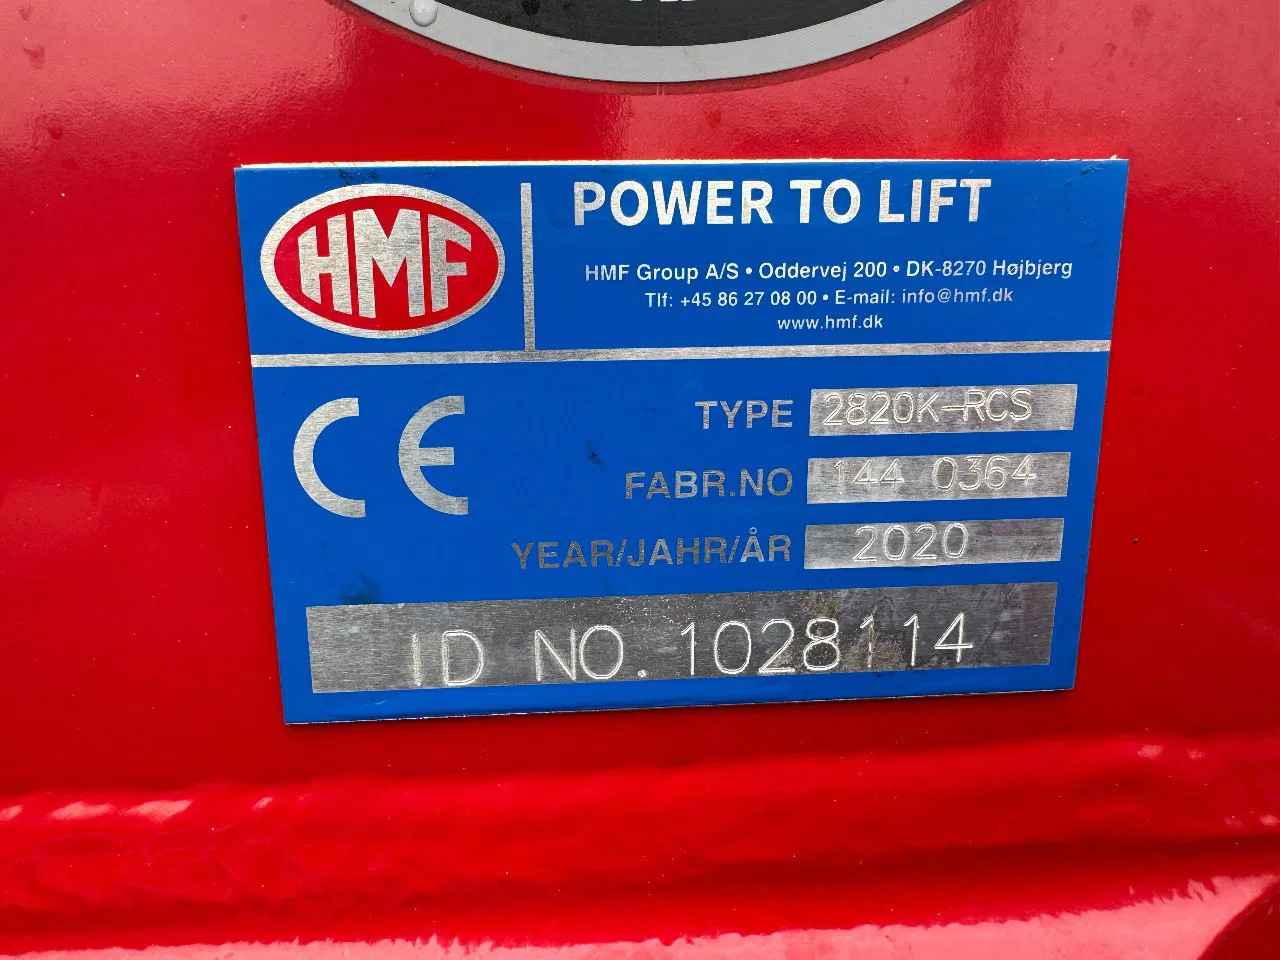 HMF
POWER TO LIFT
HMF Group A/S • Oddervej 200 • DK-8270 Højbjerg
Tlf: +45 86 27 08 00 • E-mail: info@hmf.dk
www.hmf.dk
CE
TYPE 2820K-RCS
FABR.NO 144 0364
YEAR/JAHR/ÅR 2020
ID NO. 1028114